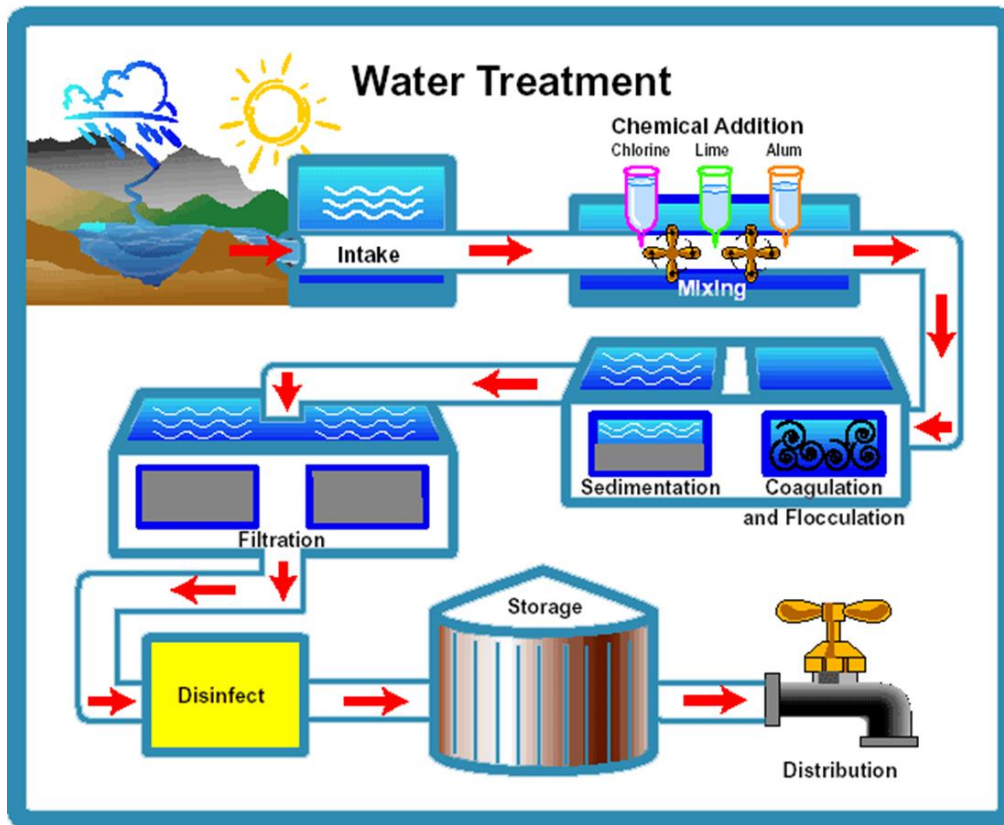 Water Treatment
Chemical Addition
Chlorine Lime Alum
Intake
Mixing
Sedimentation
Coagulation
and Flocculation
Filtration
Disinfect
Storage
Distribution